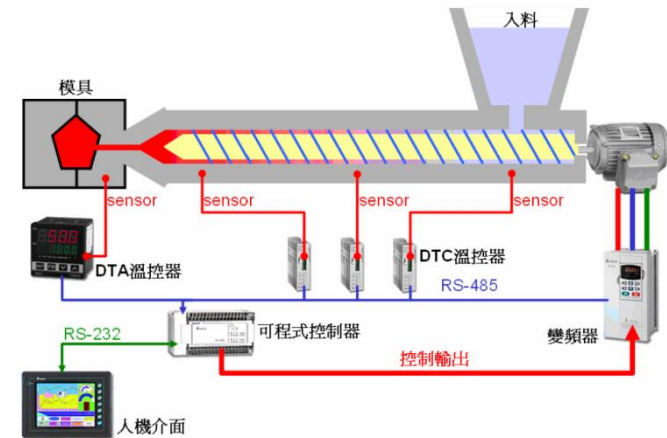 入料
模具
sensor
sensor
sensor
sensor
DTA溫控器
DTC溫控器
RS-485
RS-232
可程式控制器
變頻器
控制輸出
人機介面